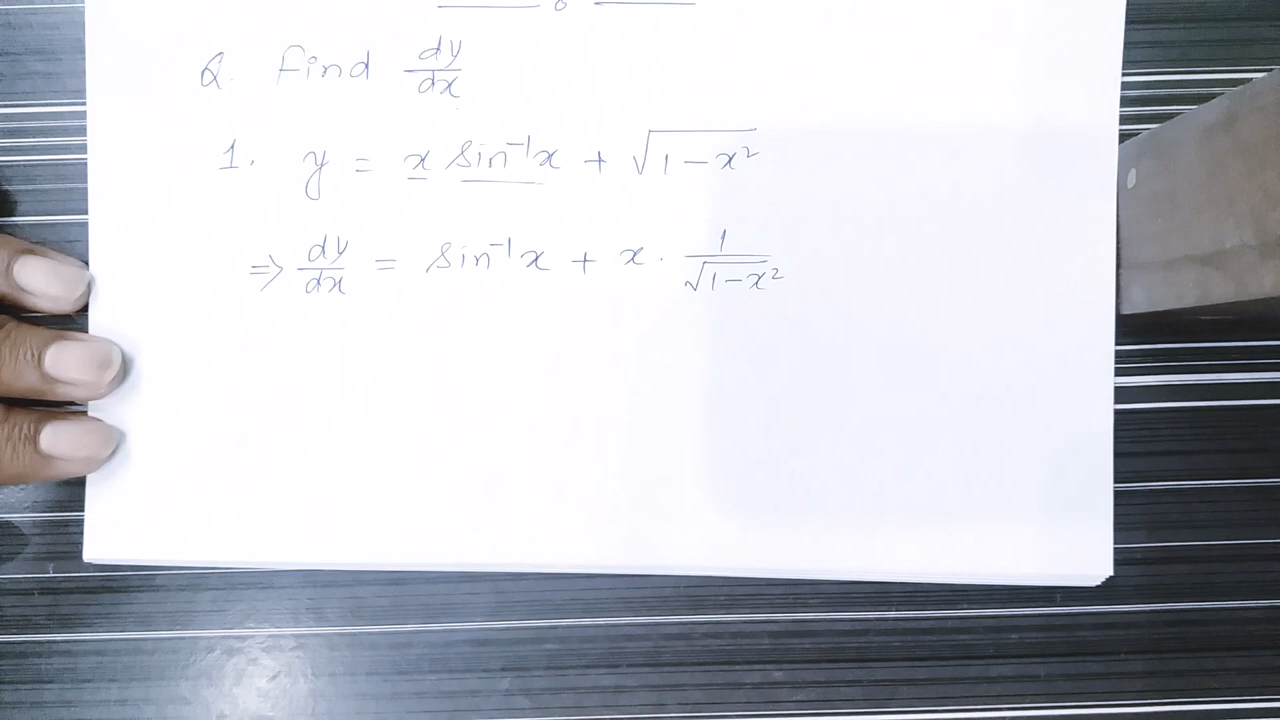 Q. Find dy/dx
1. y = x sin⁻¹x + √(1-x²)
⇒ dy/dx = sin⁻¹x + x · 1/√(1-x²)